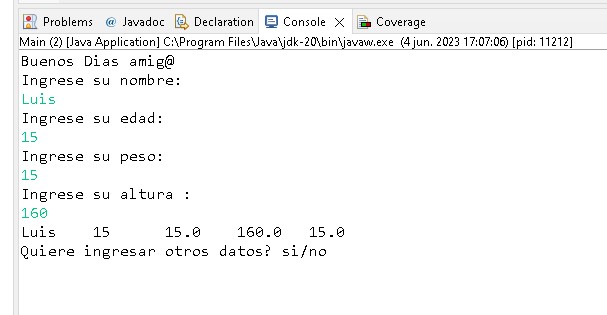 Problems @ Javadoc Declaration Console Coverage
Main (2) [Java Application] C:\Program Files\Java\jdk-20\bin\javaw.exe (4 jun. 2023 17:07:06) [pid: 11212]
Buenos Dias amig@
Ingrese su nombre:
Luis
Ingrese su edad:
15
Ingrese su peso:
15
Ingrese su altura :
160
Luis 15 15.0 160.0 15.0
Quiere ingresar otros datos? si/no